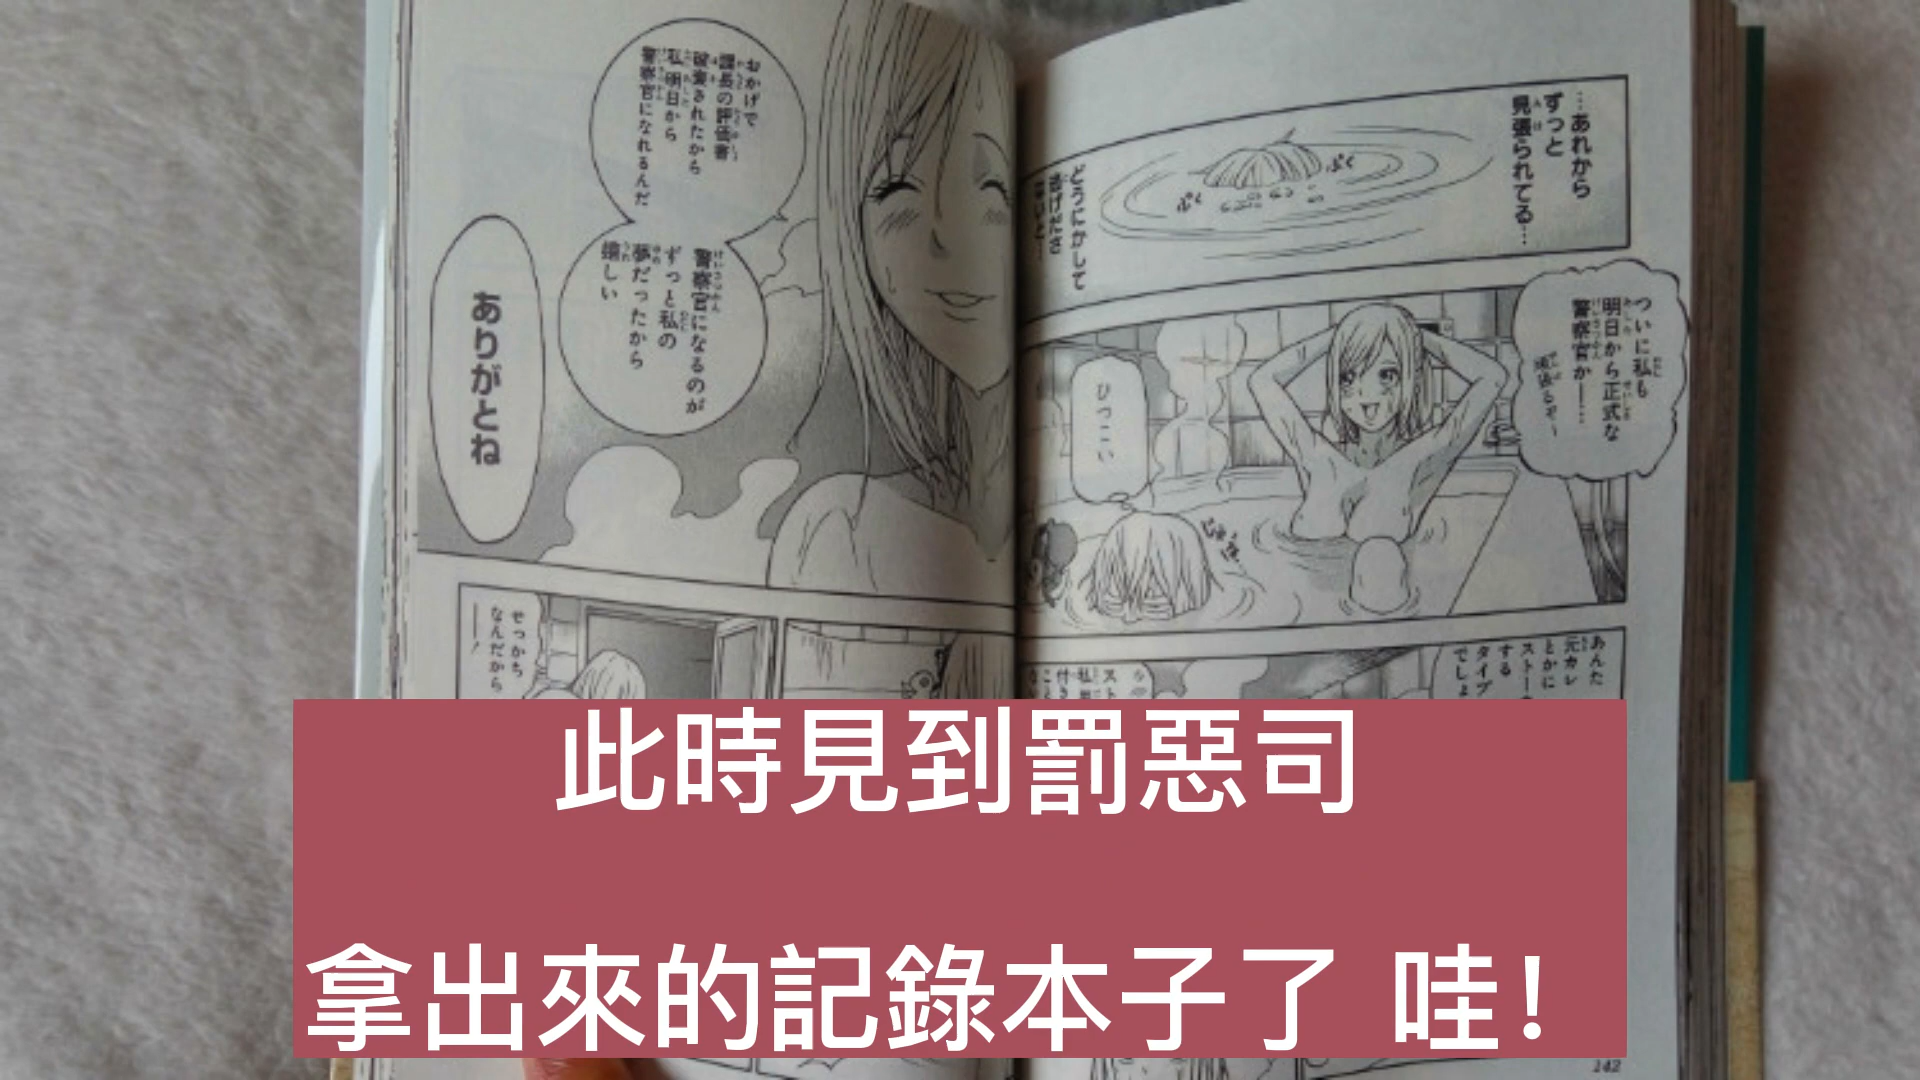 …あれから
ずっと
見張られてる…
ぷく
ぷく
どうにかして
逃げださ
ないと…
ついに私も
明日から正式な
警察官かー…
頑張るぞ～
ひっこい
あんた
元カレ
とかに
する
タイプ
でしょ
おかげで
課長の評価書
破棄されたから
私明日から
警察官になれるんだ
警察官になるのが
ずっと私の
夢だったから
嬉しい
ありがとね
せっかち
なんだから
ー！
此時見到罰惡司
拿出來的記錄本子了 哇!
142